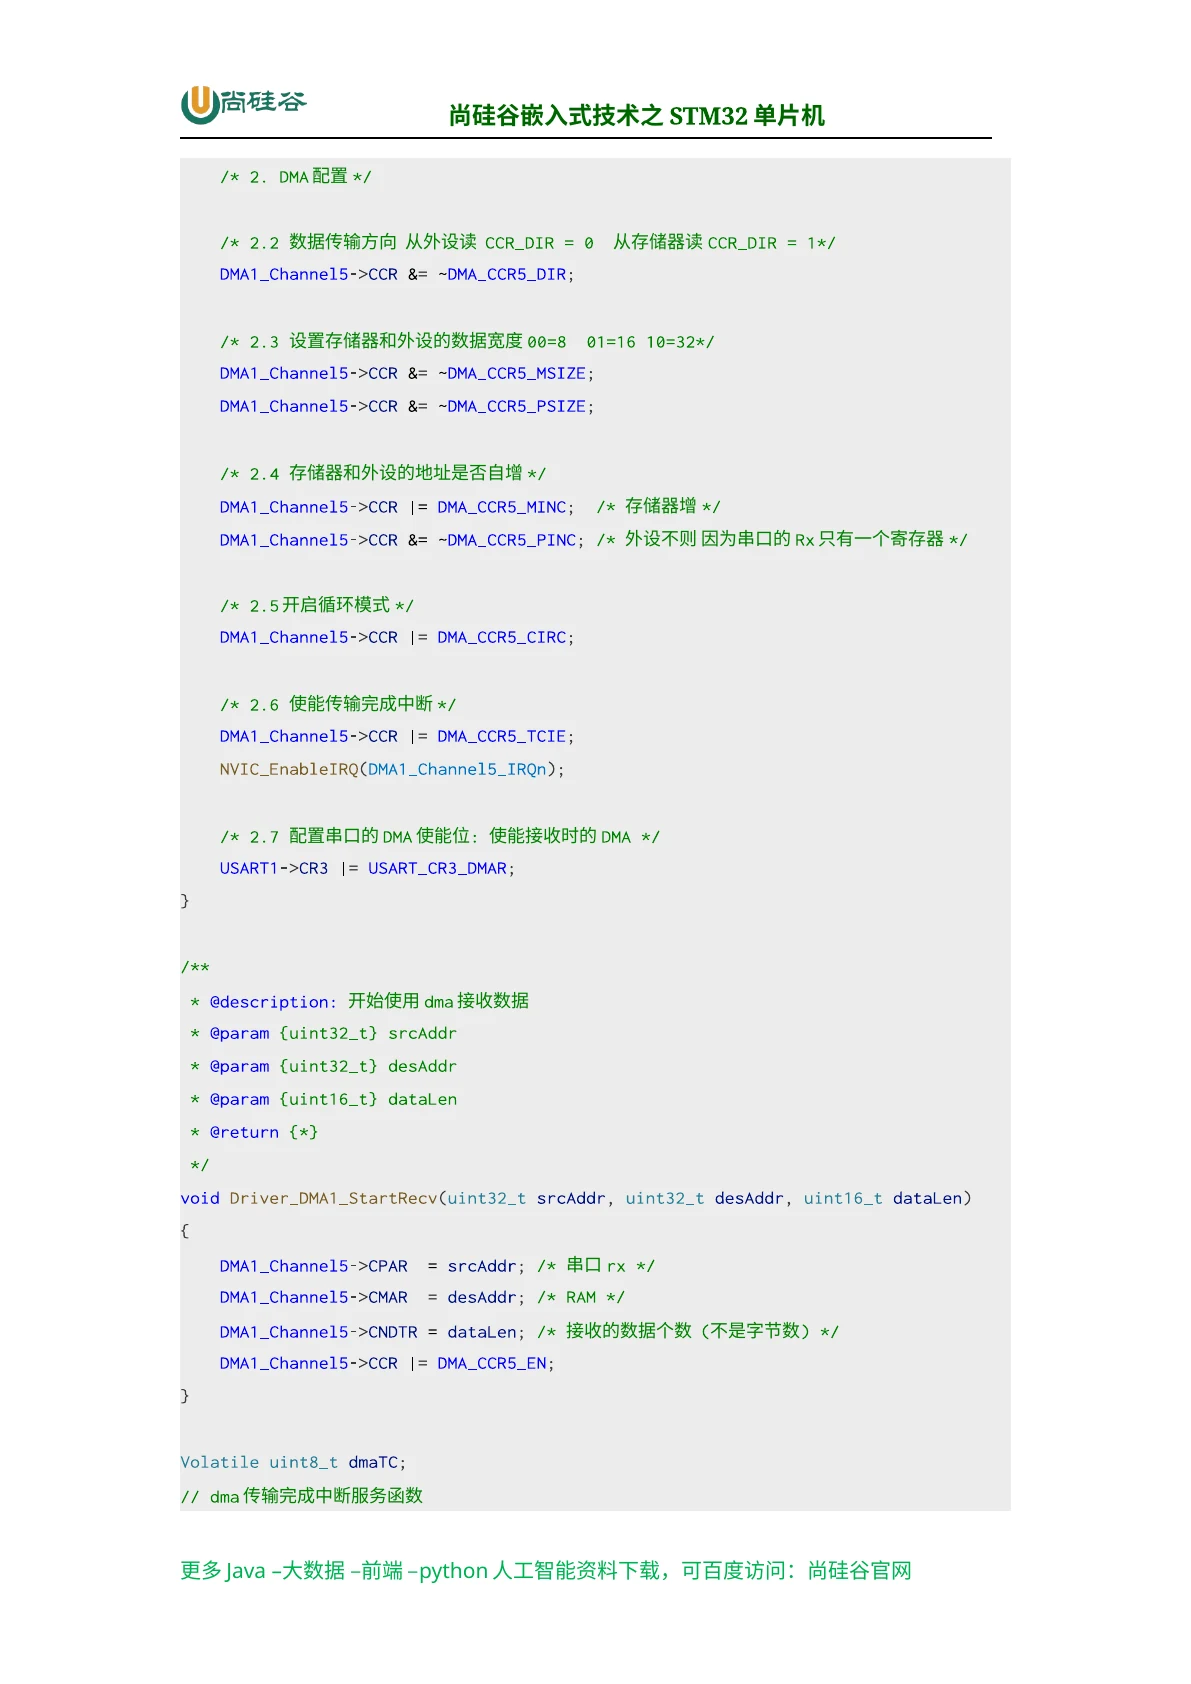 尚硅谷
尚硅谷嵌入式技术之 STM32 单片机
/* 2. DMA 配置 */
/* 2.2 数据传输方向 从外设读 CCR_DIR = 0  从存储器读 CCR_DIR = 1*/
DMA1_Channel5->CCR &= ~DMA_CCR5_DIR;
/* 2.3 设置存储器和外设的数据宽度 00=8  01=16 10=32*/
DMA1_Channel5->CCR &= ~DMA_CCR5_MSIZE;
DMA1_Channel5->CCR &= ~DMA_CCR5_PSIZE;
/* 2.4 存储器和外设的地址是否自增 */
DMA1_Channel5->CCR |= DMA_CCR5_MINC;  /* 存储器增 */
DMA1_Channel5->CCR &= ~DMA_CCR5_PINC; /* 外设不则 因为串口的 Rx 只有一个寄存器 */
/* 2.5 开启循环模式 */
DMA1_Channel5->CCR |= DMA_CCR5_CIRC;
/* 2.6 使能传输完成中断 */
DMA1_Channel5->CCR |= DMA_CCR5_TCIE;
NVIC_EnableIRQ(DMA1_Channel5_IRQn);
/* 2.7 配置串口的 DMA 使能位: 使能接收时的 DMA */
USART1->CR3 |= USART_CR3_DMAR;
}
/**
 * @description: 开始使用 dma 接收数据
 * @param {uint32_t} srcAddr
 * @param {uint32_t} desAddr
 * @param {uint16_t} dataLen
 * @return {*}
 */
void Driver_DMA1_StartRecv(uint32_t srcAddr, uint32_t desAddr, uint16_t dataLen)
{
DMA1_Channel5->CPAR  = srcAddr; /* 串口 rx */
DMA1_Channel5->CMAR  = desAddr; /* RAM */
DMA1_Channel5->CNDTR = dataLen; /* 接收的数据个数（不是字节数）*/
DMA1_Channel5->CCR |= DMA_CCR5_EN;
}
Volatile uint8_t dmaTC;
// dma 传输完成中断服务函数
更多 Java –大数据 –前端 –python 人工智能资料下载，可百度访问：尚硅谷官网